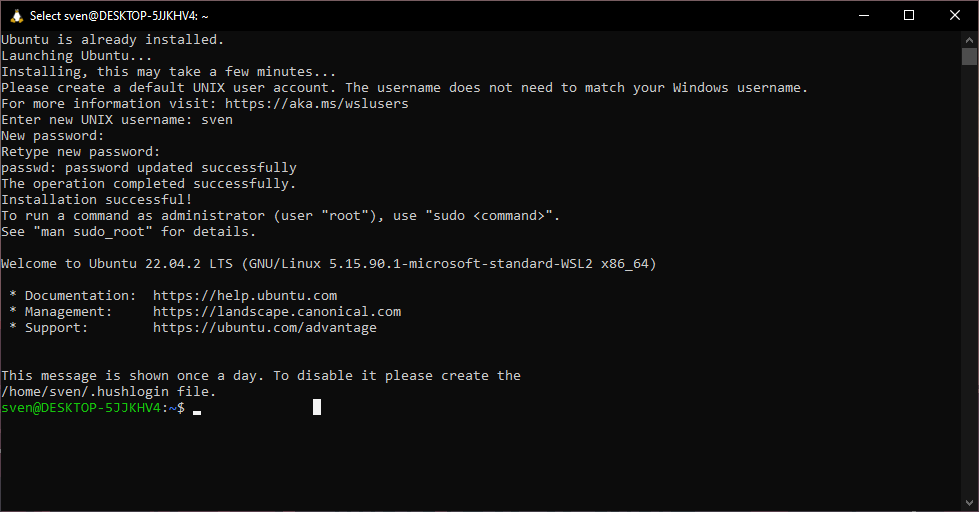 Select sven@DESKTOP-5JJKHV4: ~
Ubuntu is already installed.
Launching Ubuntu...
Installing, this may take a few minutes...
Please create a default UNIX user account. The username does not need to match your Windows username.
For more information visit: https://aka.ms/wslusers
Enter new UNIX username: sven
New password:
Retype new password:
passwd: password updated successfully
The operation completed successfully.
Installation successful!
To run a command as administrator (user "root"), use "sudo <command>".
See "man sudo_root" for details.
Welcome to Ubuntu 22.04.2 LTS (GNU/Linux 5.15.90.1-microsoft-standard-WSL2 x86_64)
* Documentation:  https://help.ubuntu.com
* Management:     https://landscape.canonical.com
* Support:        https://ubuntu.com/advantage
This message is shown once a day. To disable it please create the
/home/sven/.hushlogin file.
sven@DESKTOP-5JJKHV4:~$